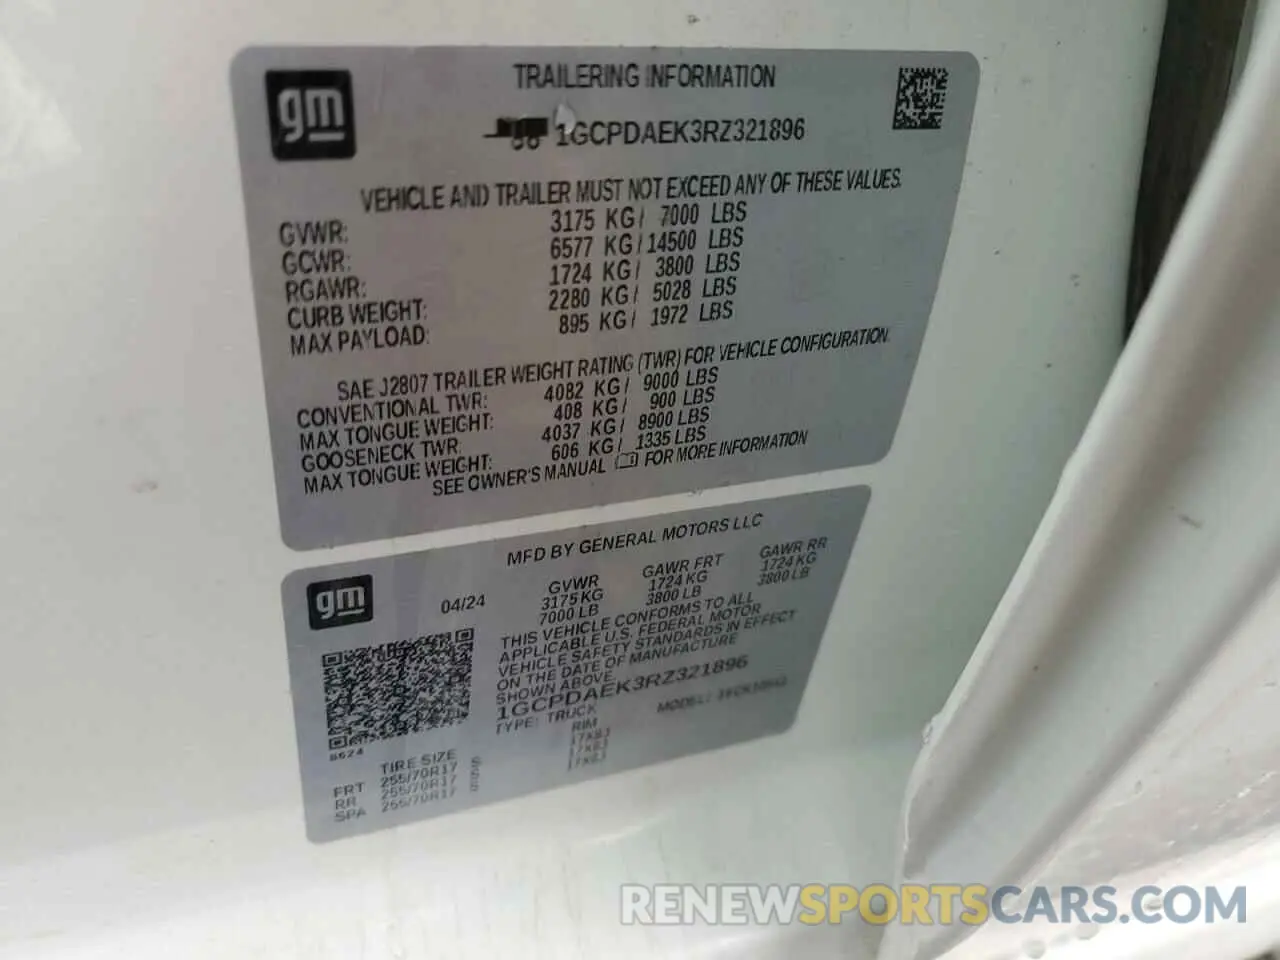 gm
TRAILERING INFORMATION
1GCPDAEK3RZ321896
VEHICLE AND TRAILER MUST NOT EXCEED ANY OF THESE VALUES.
GVWR: 3175 KG/ 7000 LBS
GCWR: 6577 KG/14500 LBS
RGAWR: 1724 KG/ 3800 LBS
CURB WEIGHT: 2280 KG/ 5028 LBS
MAX PAYLOAD: 895 KG/ 1972 LBS
SAE J2807 TRAILER WEIGHT RATING (TWR) FOR VEHICLE CONFIGURATION.
CONVENTIONAL TWR: 4082 KG/ 9000 LBS
MAX TONGUE WEIGHT: 408 KG/ 900 LBS
GOOSENECK TWR: 4037 KG/ 8900 LBS
MAX TONGUE WEIGHT: 606 KG/ 1335 LBS
SEE OWNER'S MANUAL FOR MORE INFORMATION
gm
MFD BY GENERAL MOTORS LLC
04/24
GVWR GAWR FRT GAWR RR
3175 KG 1724 KG 1724 KG
7000 LB 3800 LB 3800 LB
THIS VEHICLE CONFORMS TO ALL
APPLICABLE U.S. FEDERAL MOTOR
VEHICLE SAFETY STANDARDS IN EFFECT
ON THE DATE OF MANUFACTURE
SHOWN ABOVE.
1GCPDAEK3RZ321896
TYPE: TRUCK MODEL:
B624
TIRE SIZE RIM
FRT 255/70R17 S 17X8J
RR 255/70R17 S 17X8J
SPA 255/70R17 S 17X8J
RENEWSPORTSCARS.COM